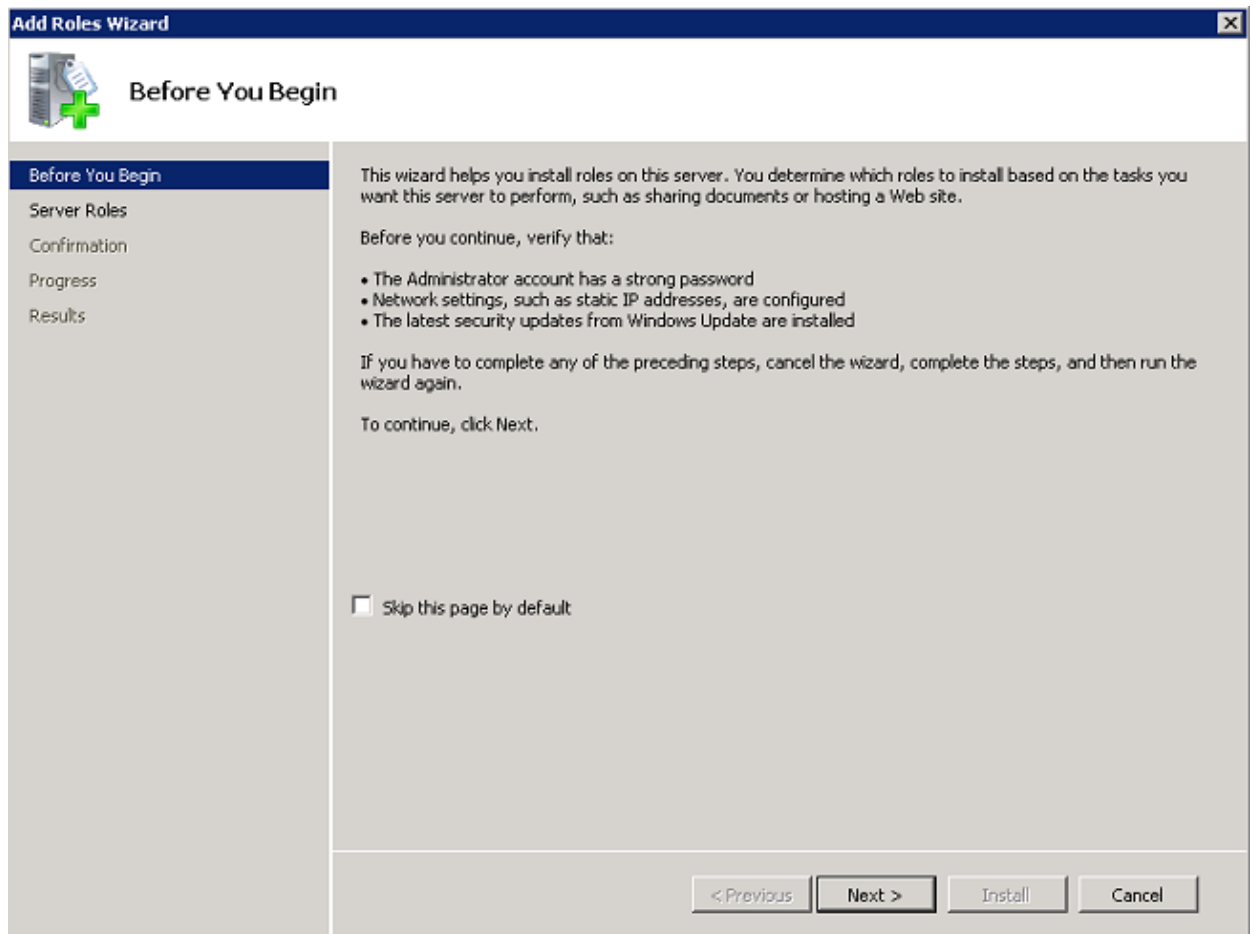 Add Roles Wizard
Before You Begin
Before You Begin
Server Roles
Confirmation
Progress
Results
This wizard helps you install roles on this server. You determine which roles to install based on the tasks you
want this server to perform, such as sharing documents or hosting a Web site.
Before you continue, verify that:
• The Administrator account has a strong password
• Network settings, such as static IP addresses, are configured
• The latest security updates from Windows Update are installed
If you have to complete any of the preceding steps, cancel the wizard, complete the steps, and then run the
wizard again.
To continue, click Next.
Skip this page by default
< Previous
Next >
Install
Cancel